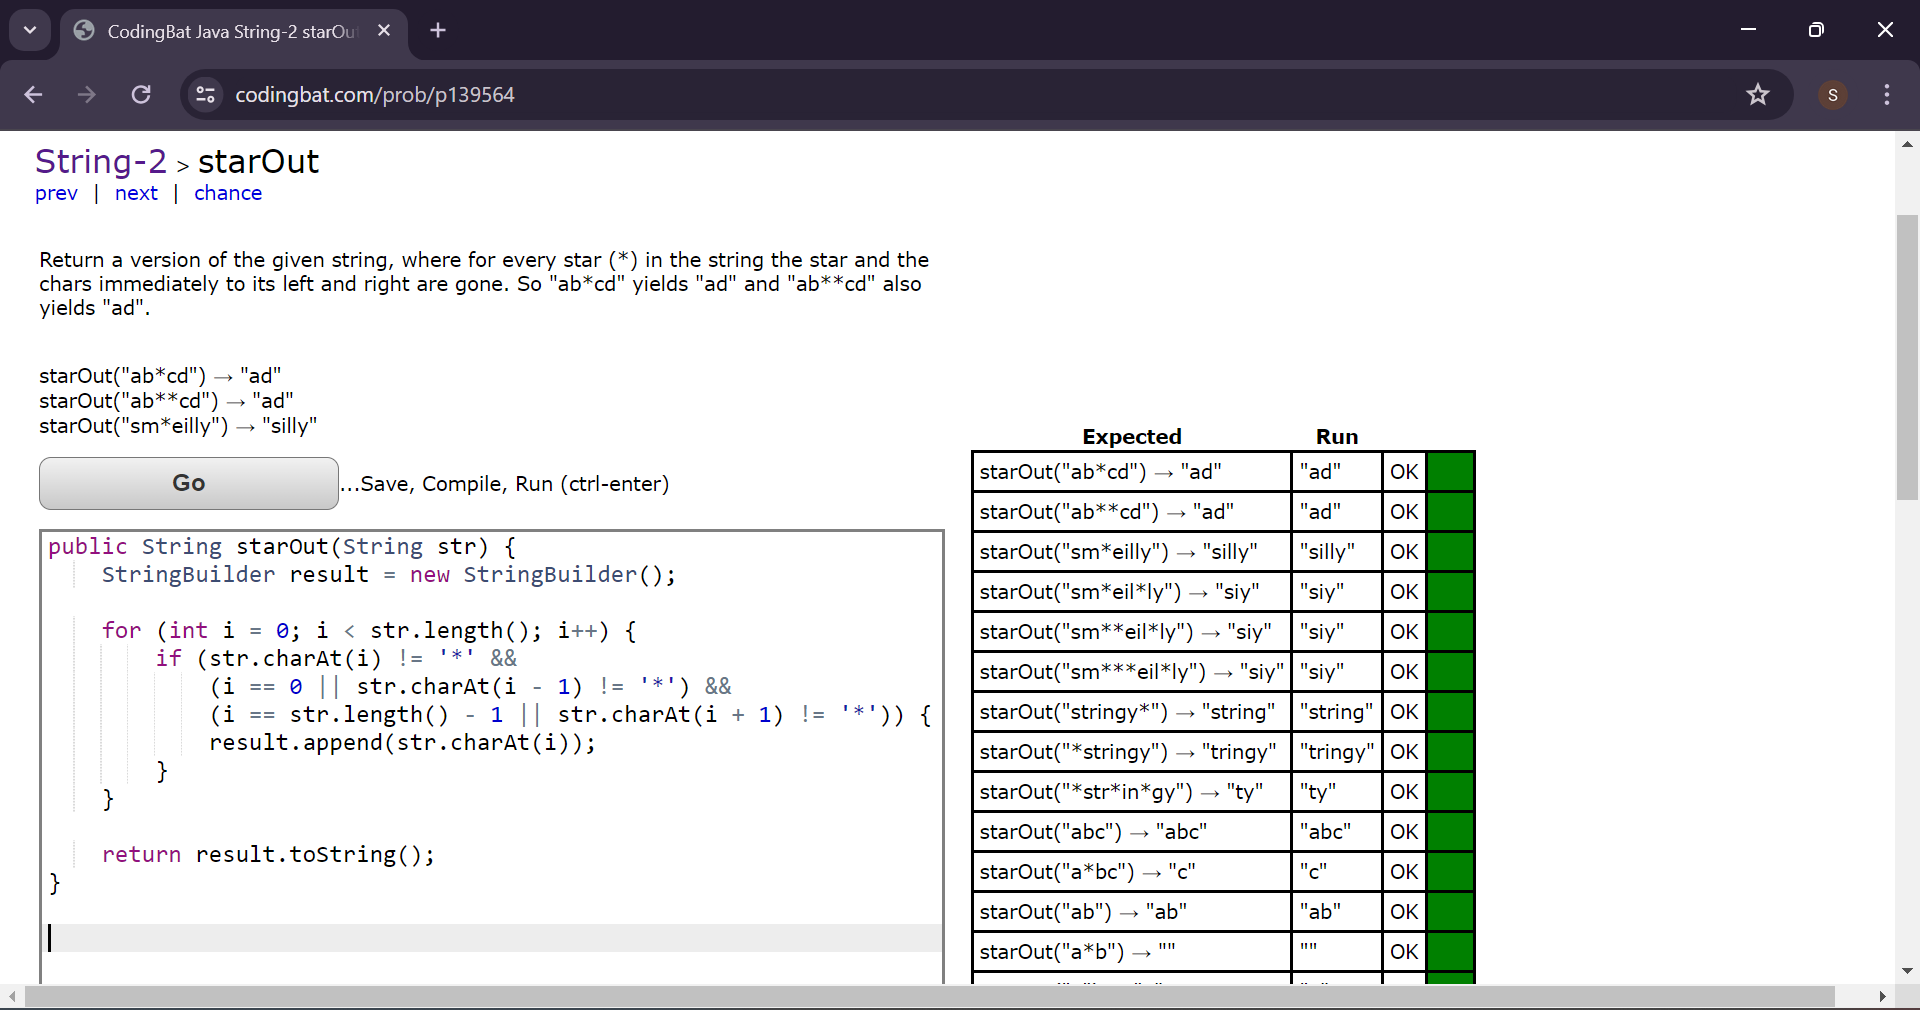 CodingBat Java String-2 starOu
codingbat.com/prob/p139564
S
String-2 > starOut
prev | next | chance
Return a version of the given string, where for every star (*) in the string the star and the
chars immediately to its left and right are gone. So "ab*cd" yields "ad" and "ab**cd" also
yields "ad".
starOut("ab*cd") → "ad"
starOut("ab**cd") → "ad"
starOut("sm*eilly") → "silly"
Go ...Save, Compile, Run (ctrl-enter)
public String starOut(String str) {
    StringBuilder result = new StringBuilder();
    for (int i = 0; i < str.length(); i++) {
        if (str.charAt(i) != '*' &&
            (i == 0 || str.charAt(i - 1) != '*') &&
            (i == str.length() - 1 || str.charAt(i + 1) != '*')) {
            result.append(str.charAt(i));
        }
    }
    return result.toString();
}
Expected Run
starOut("ab*cd") → "ad" "ad" OK
starOut("ab**cd") → "ad" "ad" OK
starOut("sm*eilly") → "silly" "silly" OK
starOut("sm*eil*ly") → "siy" "siy" OK
starOut("sm**eil*ly") → "siy" "siy" OK
starOut("sm***eil*ly") → "siy" "siy" OK
starOut("stringy*") → "string" "string" OK
starOut("*stringy") → "tringy" "tringy" OK
starOut("*str*in*gy") → "ty" "ty" OK
starOut("abc") → "abc" "abc" OK
starOut("a*bc") → "c" "c" OK
starOut("ab") → "ab" "ab" OK
starOut("a*b") → "" "" OK